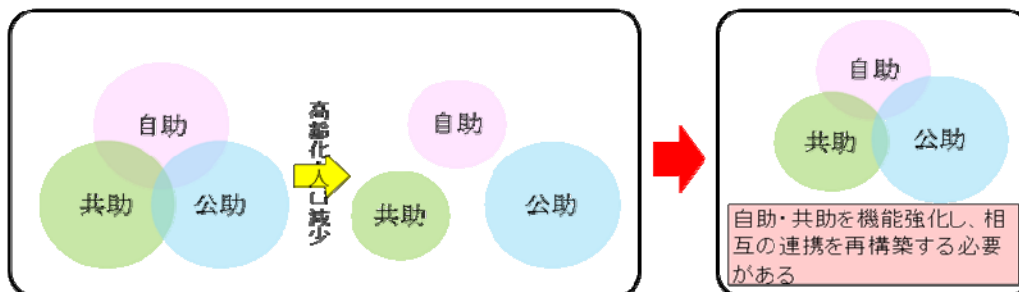 自助
共助
公助
高齢化・人口減少
自助
共助
公助
自助
共助
公助
自助・共助を機能強化し、相
互の連携を再構築する必要
がある